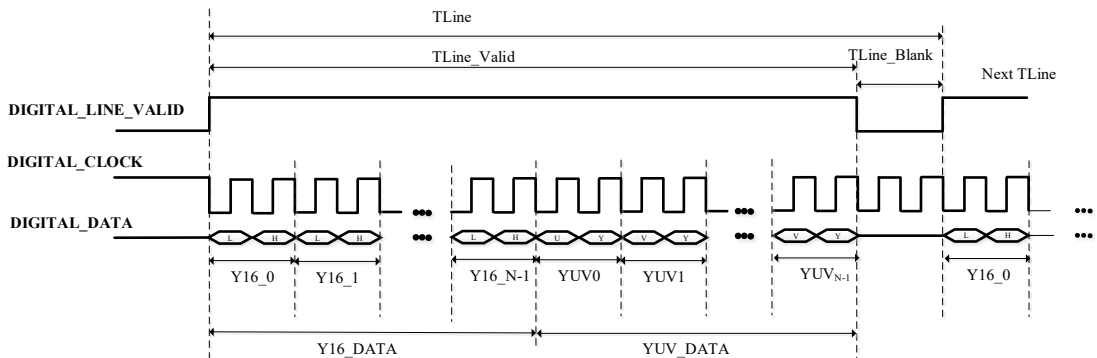 TLine
TLine_Valid
TLine_Blank
Next TLine
DIGITAL_LINE_VALID
DIGITAL_CLOCK
DIGITAL_DATA
L H L H ●●● L H U Y V Y ●●● V Y L H ●●●
Y16_0 Y16_1 Y16_N-1 YUV0 YUV1 YUVN-1 Y16_0
Y16_DATA YUV_DATA